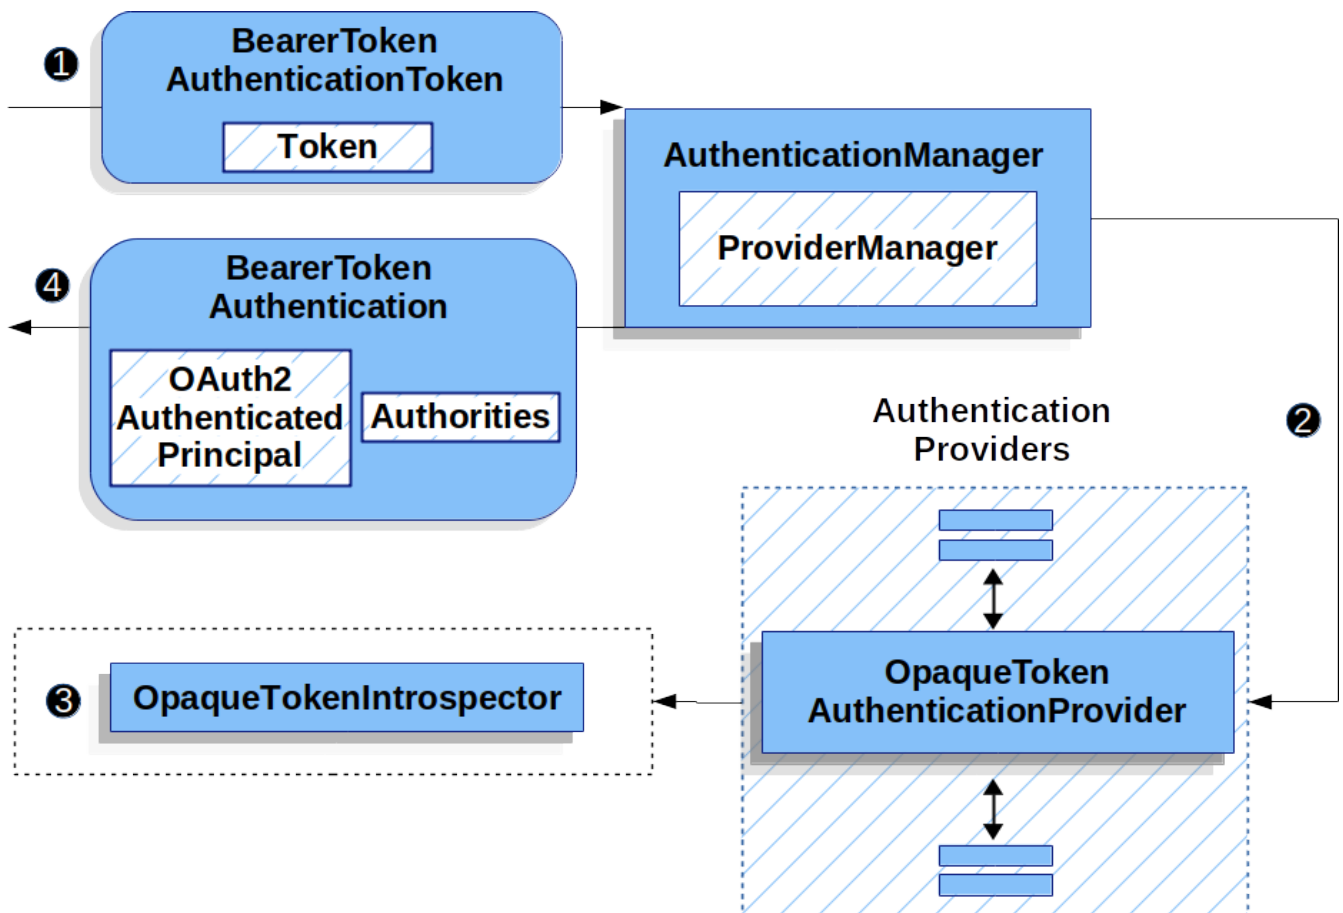 1
BearerToken
AuthenticationToken
Token
AuthenticationManager
ProviderManager
4
BearerToken
Authentication
OAuth2
Authenticated
Principal
Authorities
Authentication
Providers
2
3
OpaqueTokenIntrospector
OpaqueToken
AuthenticationProvider